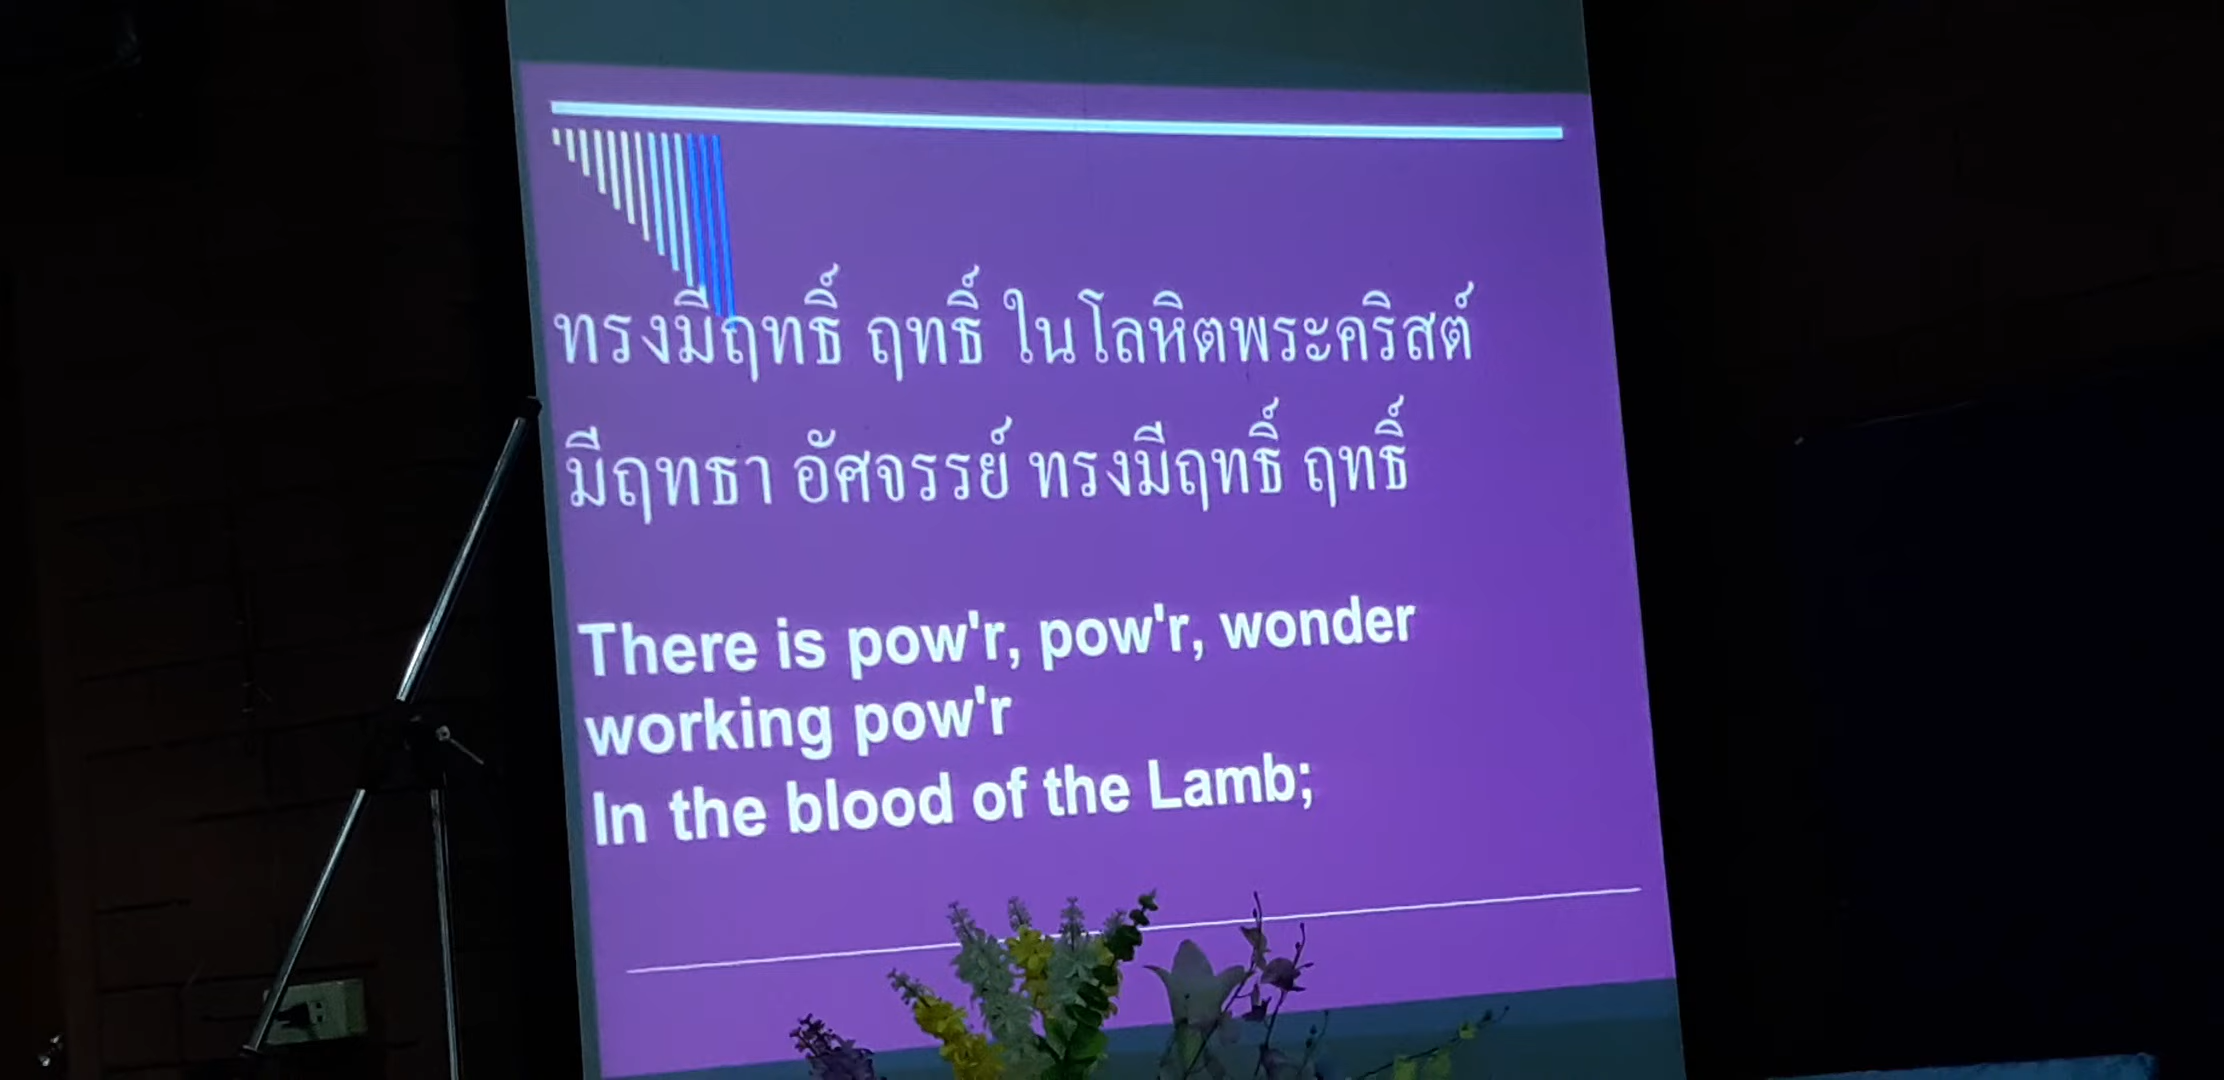 ทรงมีฤทธิ์ ฤทธิ์ ในโลหิตพระคริสต์
มีฤทธา อัศจรรย์ ทรงมีฤทธิ์ ฤทธิ์
There is pow'r, pow'r, wonder
working pow'r
In the blood of the Lamb;